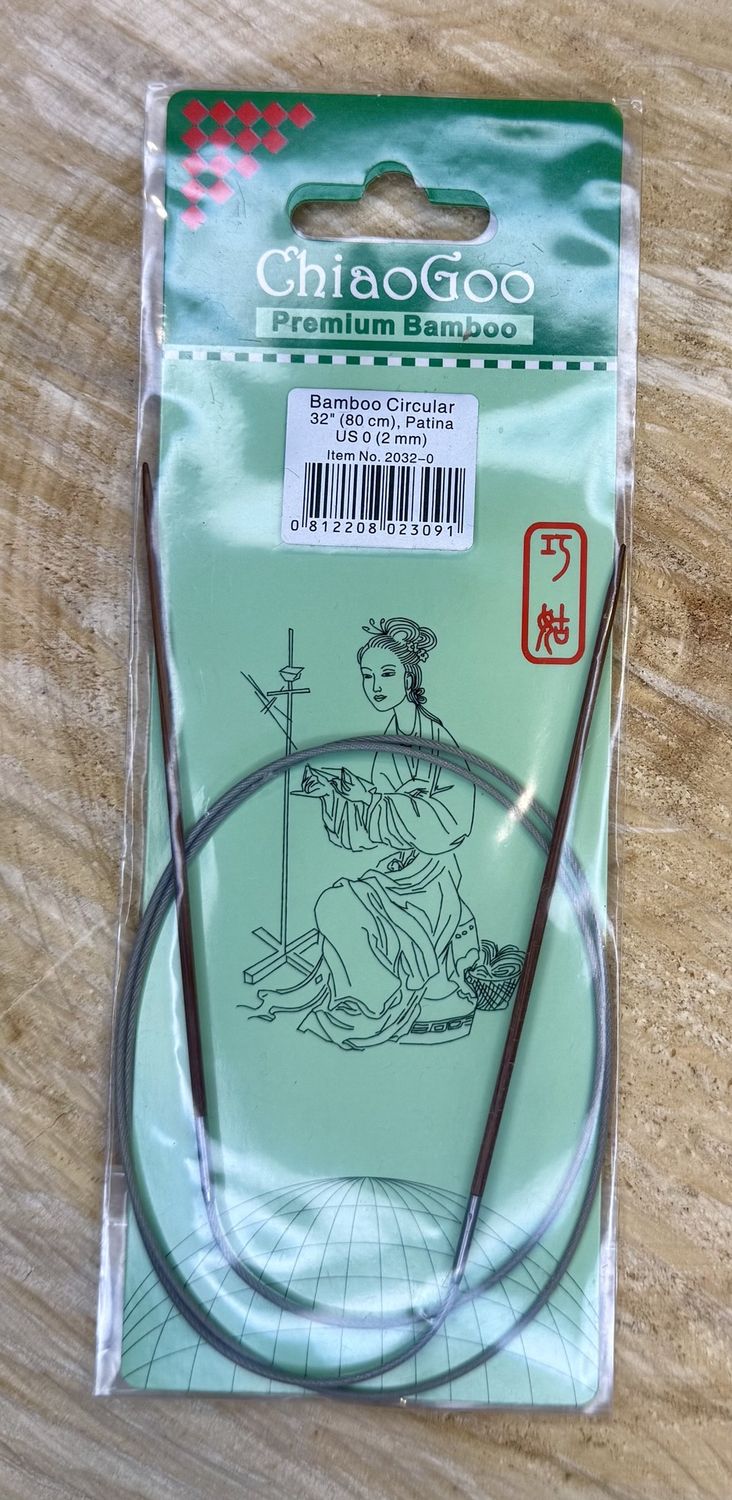 ChiaoGoo
Premium Bamboo
Bamboo Circular
32" (80 cm), Patina
US 0 (2 mm)
Item No. 2032-0
0 812208 023091
巧
姑